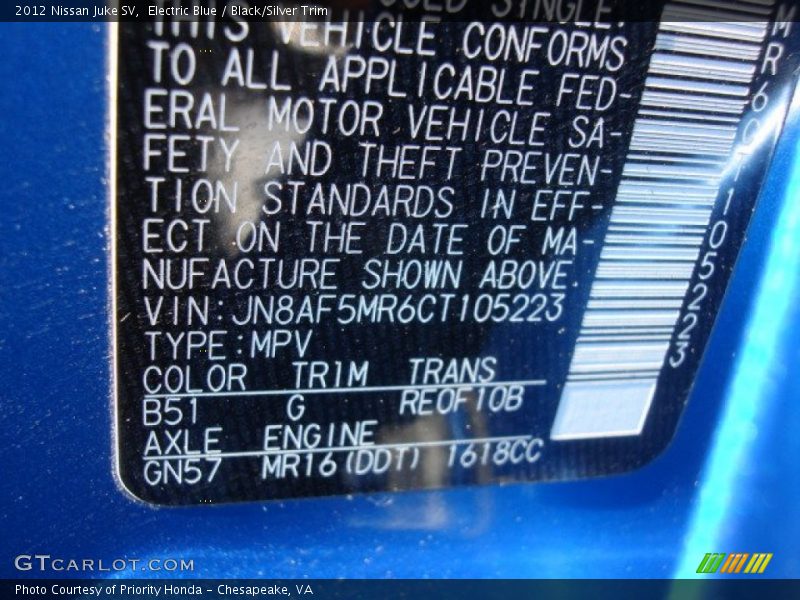 2012 Nissan Juke SV, Electric Blue / Black/Silver Trim
SINGLE.
THIS VEHICLE CONFORMS
TO ALL APPLICABLE FED-
ERAL MOTOR VEHICLE SA-
FETY AND THEFT PREVEN-
TION STANDARDS IN EFF-
ECT ON THE DATE OF MA-
NUFACTURE SHOWN ABOVE.
VIN:JN8AF5MR6CT105223
TYPE:MPV
COLOR TRIM TRANS
B51 G RE0F10B
AXLE ENGINE
GN57 MR16(DDT) 1618CC
MR6CT105223
GTCARLOT.COM
Photo Courtesy of Priority Honda - Chesapeake, VA